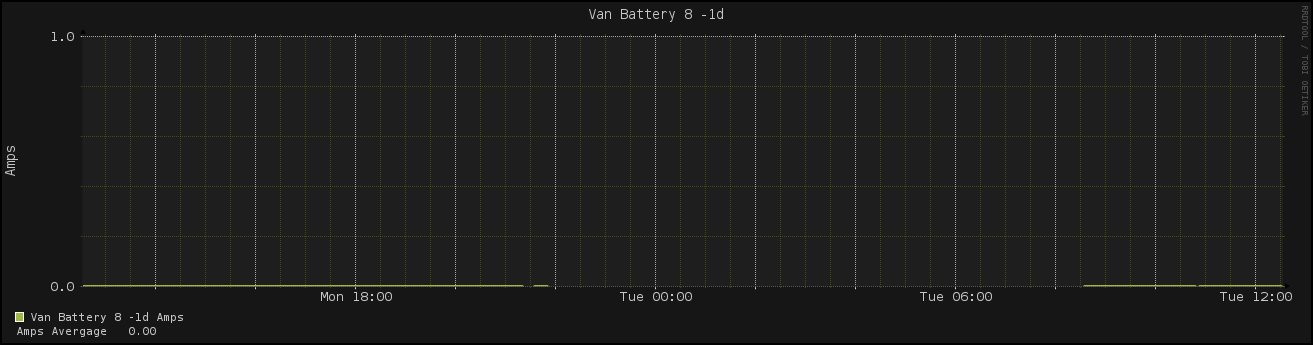 Van Battery 8 -1d
RRDTOOL / TOBI OETIKER
1.0
Amps
0.0
Mon 18:00 Tue 00:00 Tue 06:00 Tue 12:00
Van Battery 8 -1d Amps
Amps Avergage 0.00